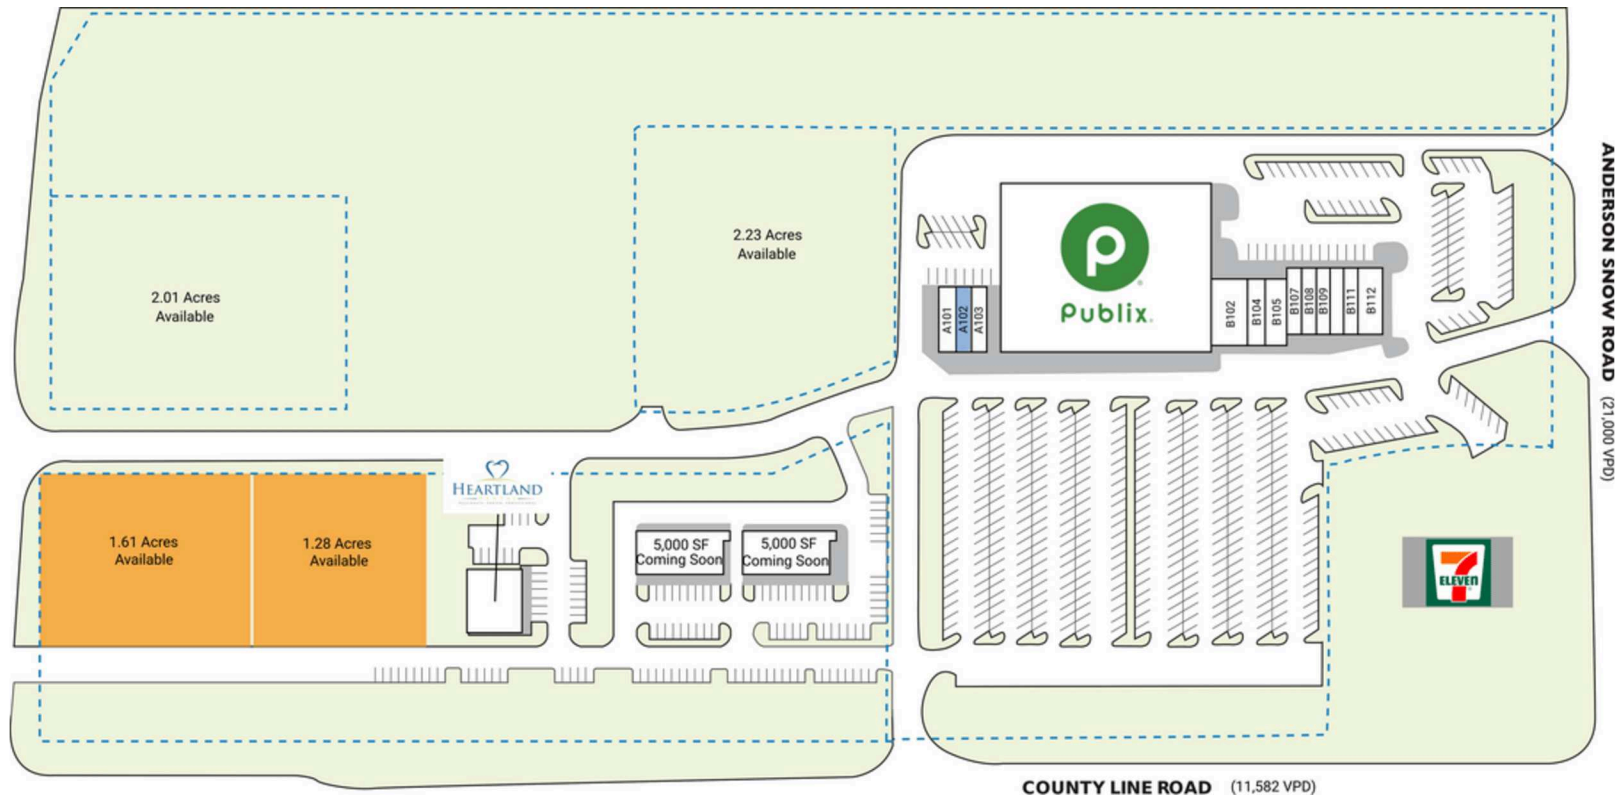 2.01 Acres
Available
2.23 Acres
Available
Publix.
A101
A102
A103
B102
B104
B105
B107
B108
B109
B111
B112
ANDERSON SNOW ROAD (21,000 VPD)
HEARTLAND
1.61 Acres
Available
1.28 Acres
Available
5,000 SF
Coming Soon
5,000 SF
Coming Soon
7
ELEVEN
COUNTY LINE ROAD (11,582 VPD)